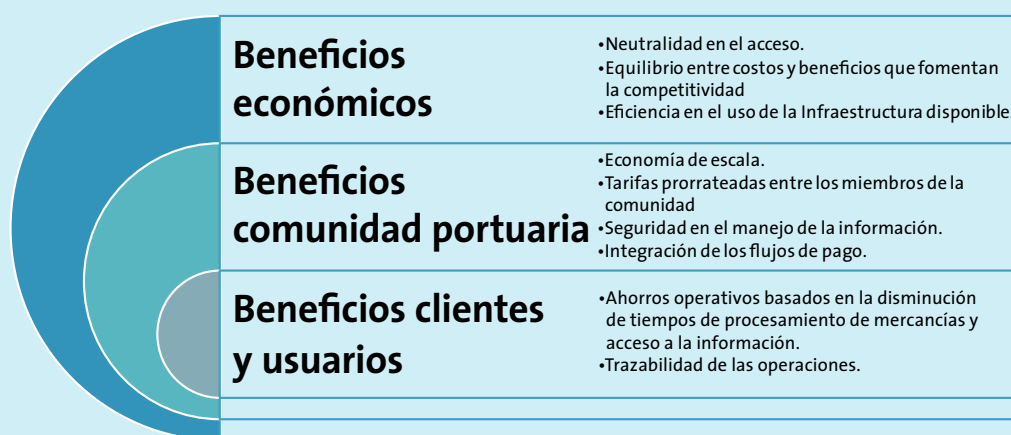 Beneficios
económicos
•Neutralidad en el acceso.
•Equilibrio entre costos y beneficios que fomentan
la competitividad
•Eficiencia en el uso de la Infraestructura disponible
Beneficios
comunidad portuaria
•Economía de escala.
•Tarifas prorrateadas entre los miembros de la
comunidad
•Seguridad en el manejo de la información.
•Integración de los flujos de pago.
Beneficios clientes
y usuarios
•Ahorros operativos basados en la disminución
de tiempos de procesamiento de mercancías y
acceso a la información.
•Trazabilidad de las operaciones.